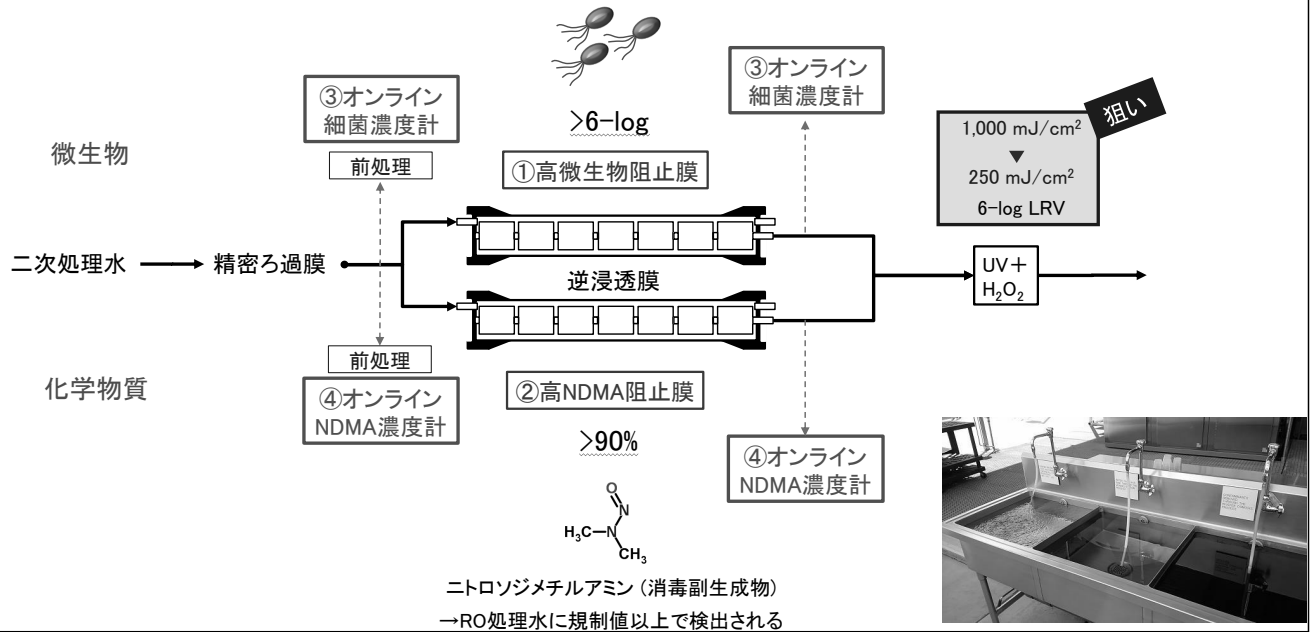 ③オンライン
細菌濃度計
前処理
微生物
>6-log
①高微生物阻止膜
③オンライン
細菌濃度計
狙い
1,000 mJ/cm²
▼
250 mJ/cm²
6-log LRV
二次処理水
精密ろ過膜
逆浸透膜
UV+
H₂O₂
化学物質
前処理
④オンライン
NDMA濃度計
②高NDMA阻止膜
>90%
④オンライン
NDMA濃度計
O
N
H₃C-N
CH₃
ニトロソジメチルアミン (消毒副生成物)
→RO処理水に規制値以上で検出される